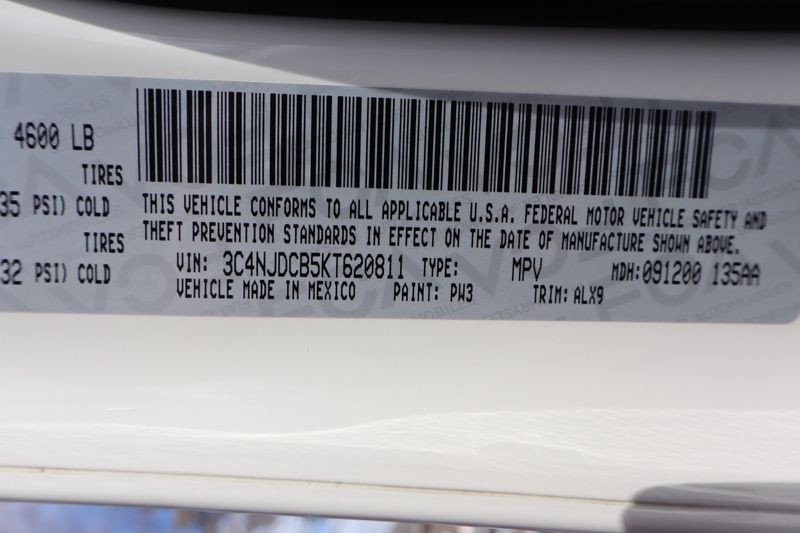 4600 LB
TIRES
35 PSI) COLD
TIRES
32 PSI) COLD
THIS VEHICLE CONFORMS TO ALL APPLICABLE U.S.A. FEDERAL MOTOR VEHICLE SAFETY AND
THEFT PREVENTION STANDARDS IN EFFECT ON THE DATE OF MANUFACTURE SHOWN ABOVE.
VIN: 3C4NJDCB5KT620811 TYPE: MPV MDH: 091200 135AA
VEHICLE MADE IN MEXICO PAINT: PW3 TRIM: ALX9